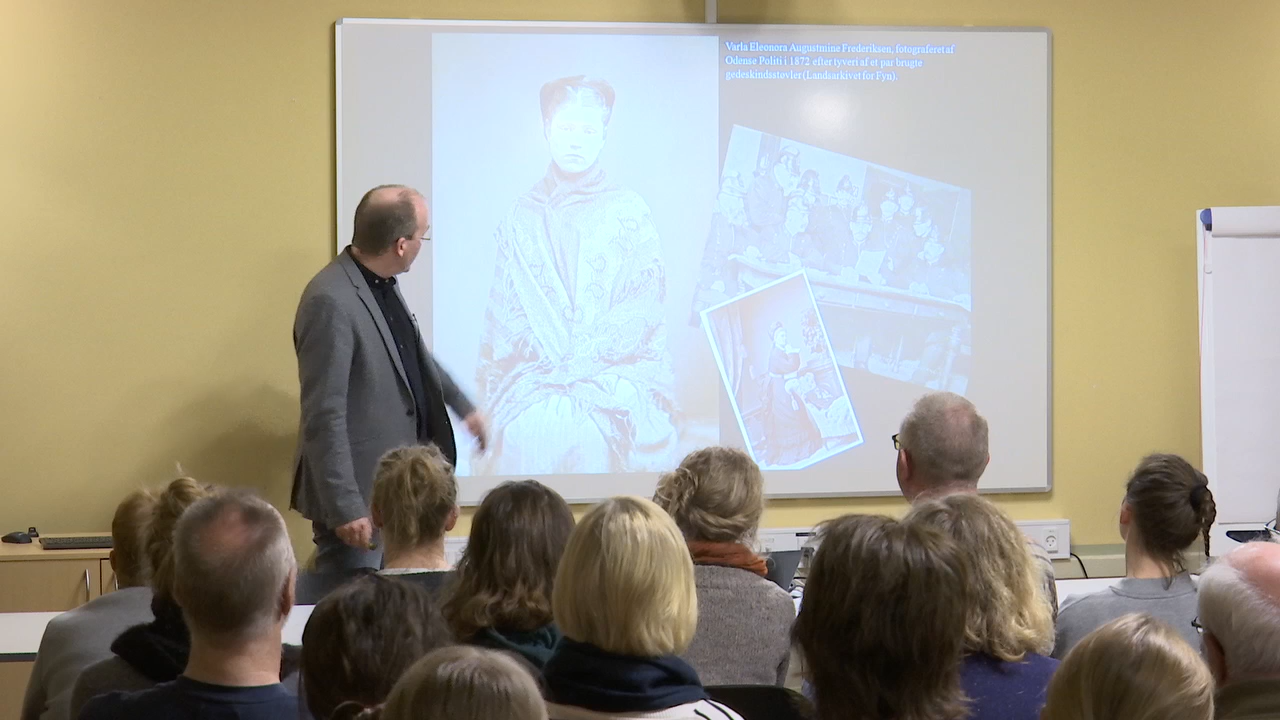 Varla Eleonora Augustmine Frederiksen, fotograferet af
Odense Politi i 1872 efter tyveri af et par brugte
gedeskindsstøvler (Landsarkivet for Fyn).